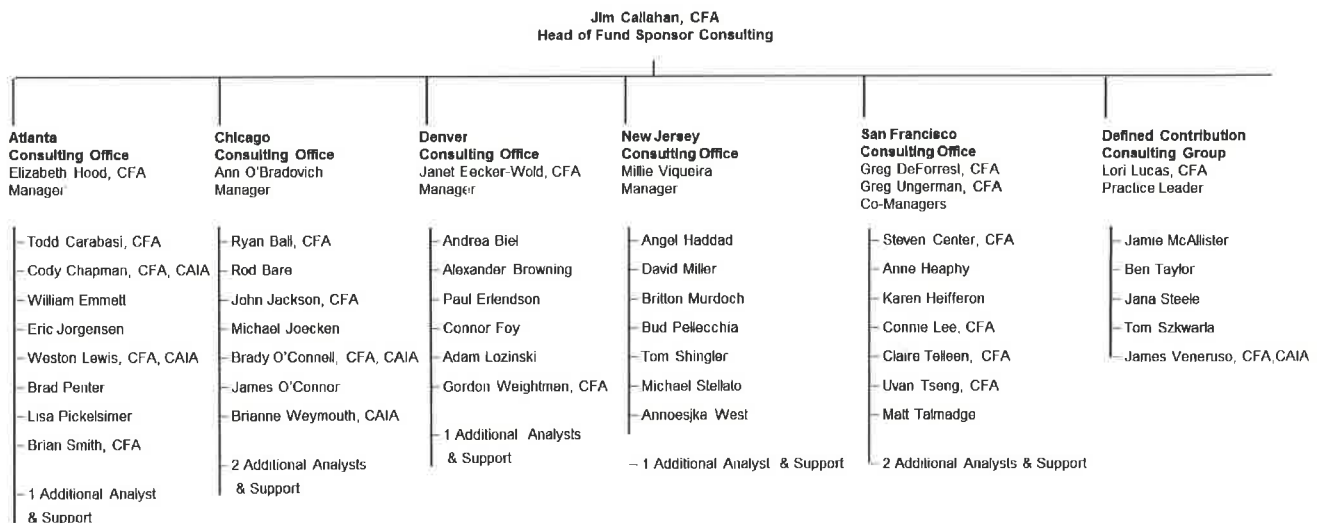 Jim Callahan, CFA
Head of Fund Sponsor Consulting
Atlanta
Consulting Office
Elizabeth Hood, CFA
Manager
Todd Carabasi, CFA
Cody Chapman, CFA, CAIA
William Emmett
Eric Jorgensen
Weston Lewis, CFA, CAIA
Brad Penter
Lisa Pickelsimer
Brian Smith, CFA
1 Additional Analyst
& Support
Chicago
Consulting Office
Ann O'Bradovich
Manager
Ryan Ball, CFA
Rod Bare
John Jackson, CFA
Michael Joecken
Brady O'Connell, CFA, CAIA
James O'Connor
Brianne Weymouth, CAIA
2 Additional Analysts
& Support
Denver
Consulting Office
Janet Becker-Wold, CFA
Manager
Andrea Biel
Alexander Browning
Paul Erlendson
Connor Foy
Adam Lozinski
Gordon Weightman, CFA
1 Additional Analysts
& Support
New Jersey
Consulting Office
Millie Viqueira
Manager
Angel Haddad
David Miller
Britton Murdoch
Bud Pellecchia
Tom Shingler
Michael Stellato
Annoesjka West
1 Additional Analyst & Support
San Francisco
Consulting Office
Greg DeForrest, CFA
Greg Ungerman, CFA
Co-Managers
Steven Center, CFA
Anne Heaphy
Karen Heifferon
Connie Lee, CFA
Claire Telleen, CFA
Uvan Tseng, CFA
Matt Talmadge
2 Additional Analysts & Support
Defined Contribution
Consulting Group
Lori Lucas, CFA
Practice Leader
Jamie McAllister
Ben Taylor
Jana Steele
Tom Szkwarla
James Veneruso, CFA,CAIA